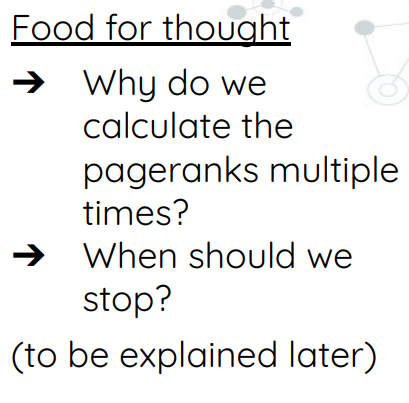 Food for thought
➔ Why do we
calculate the
pageranks multiple
times?
➔ When should we
stop?
(to be explained later)